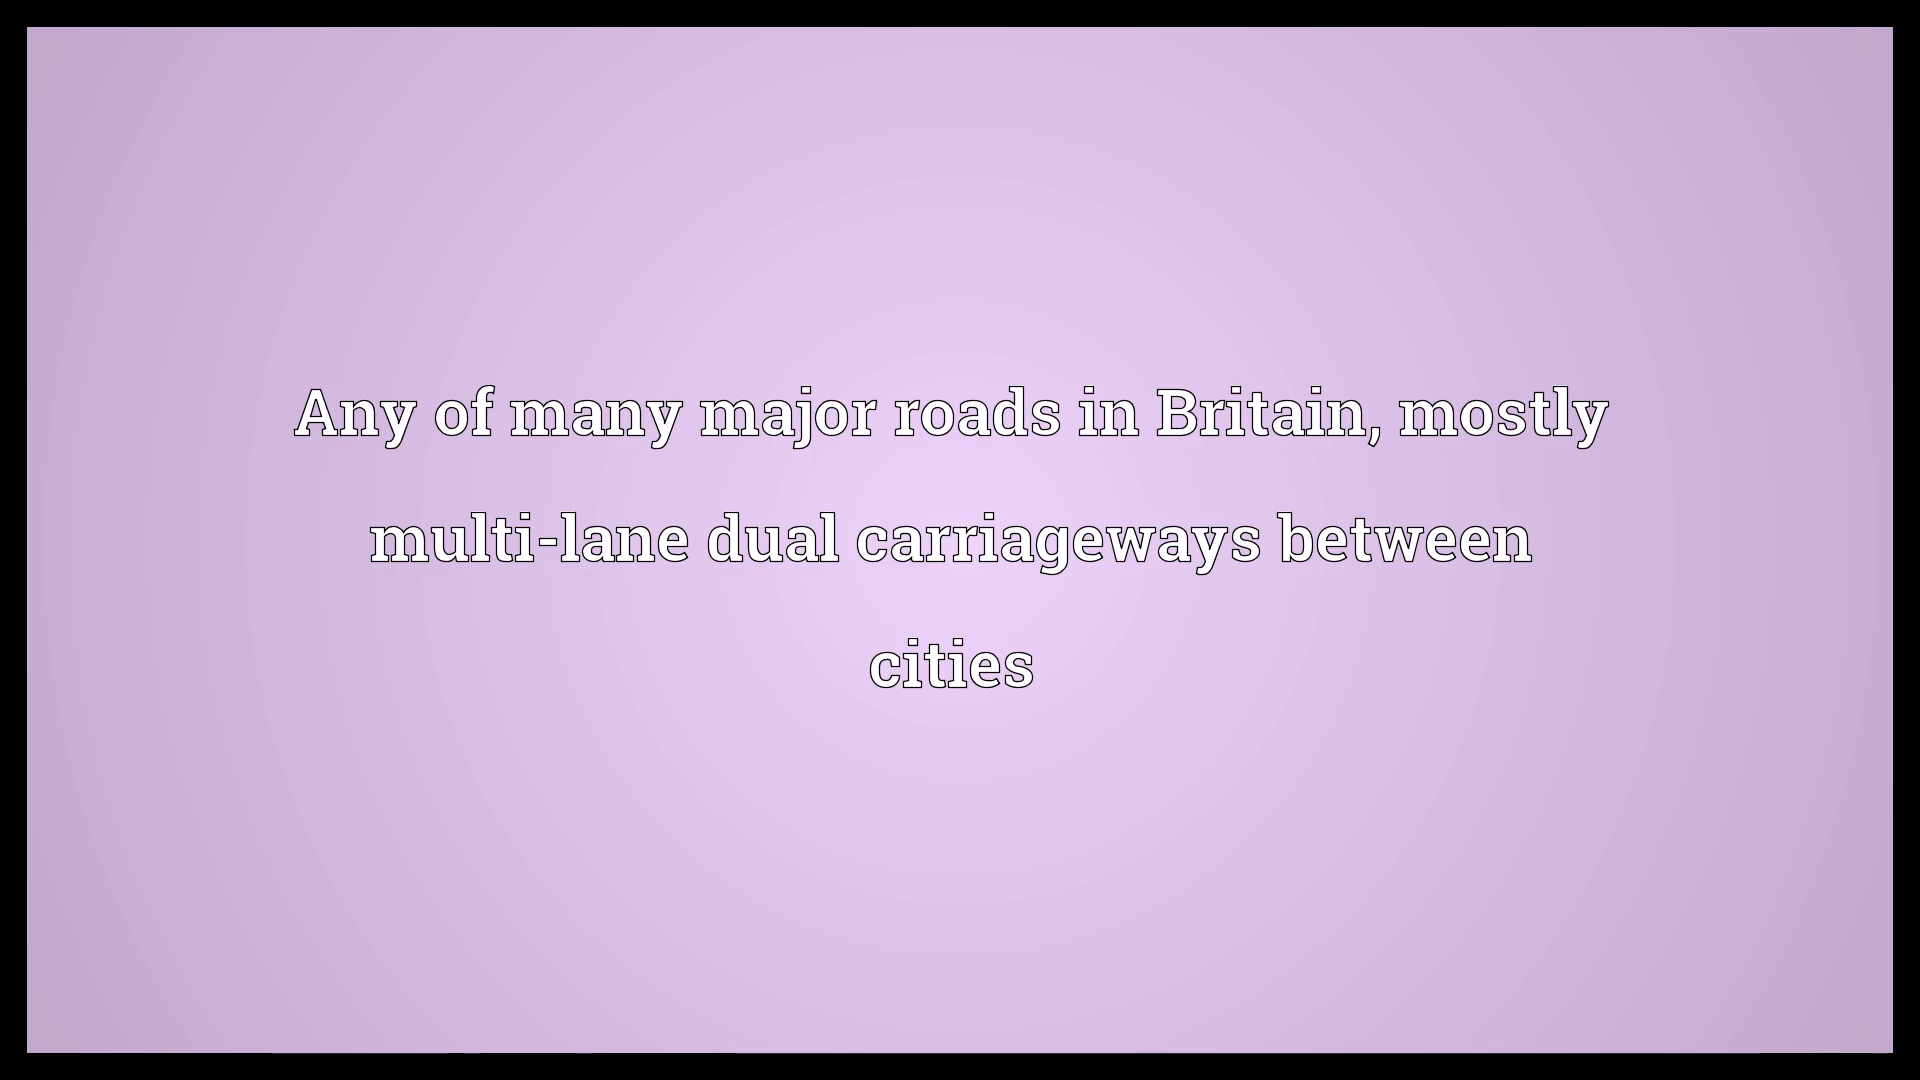 Any of many major roads in Britain, mostly
multi-lane dual carriageways between
cities